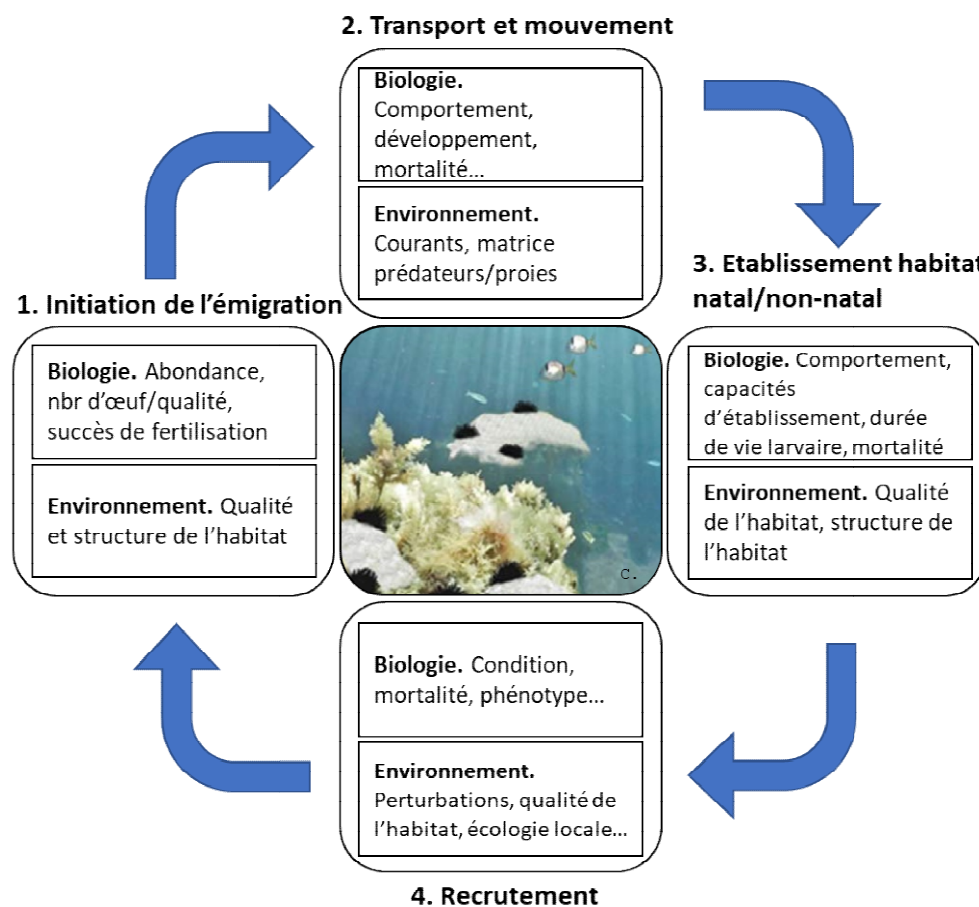 2. Transport et mouvement
Biologie.
Comportement,
développement,
mortalité...
Environnement.
Courants, matrice
prédateurs/proies
3. Etablissement habitat
natal/non-natal
Biologie. Comportement,
capacités
d'établissement, durée
de vie larvaire, mortalité
Environnement. Qualité
de l'habitat, structure de
l'habitat
1. Initiation de l'émigration
Biologie. Abondance,
nbr d'œuf/qualité,
succès de fertilisation
Environnement. Qualité
et structure de l'habitat
c.
Biologie. Condition,
mortalité, phénotype...
Environnement.
Perturbations, qualité de
l'habitat, écologie locale...
4. Recrutement